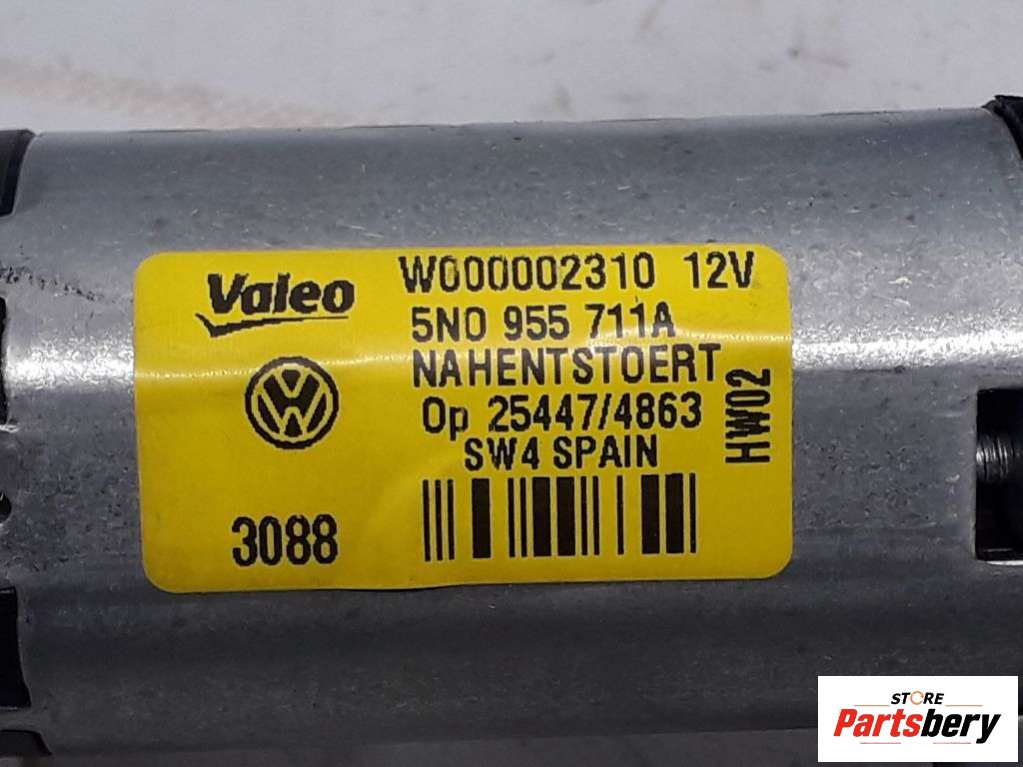 Valeo
W000002310 12V
5N0 955 711A
NAHENTSTOERT
Op 25447/4863
SW4 SPAIN
HW02
3088
STORE
Partsbery